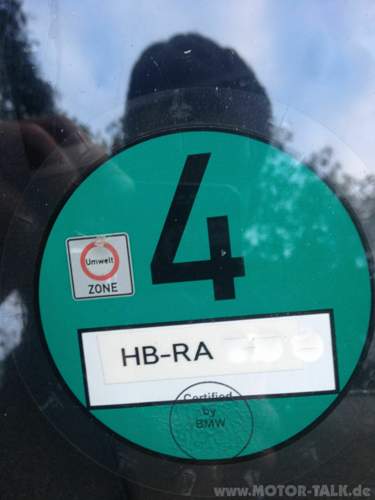 4
Umwelt
ZONE
HB-RA
Certified
by
BMW
www.MOTOR-TALK.de